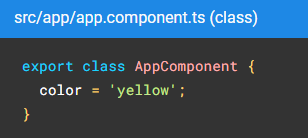 src/app/app.component.ts (class)
export class AppComponent {
  color = 'yellow';
}